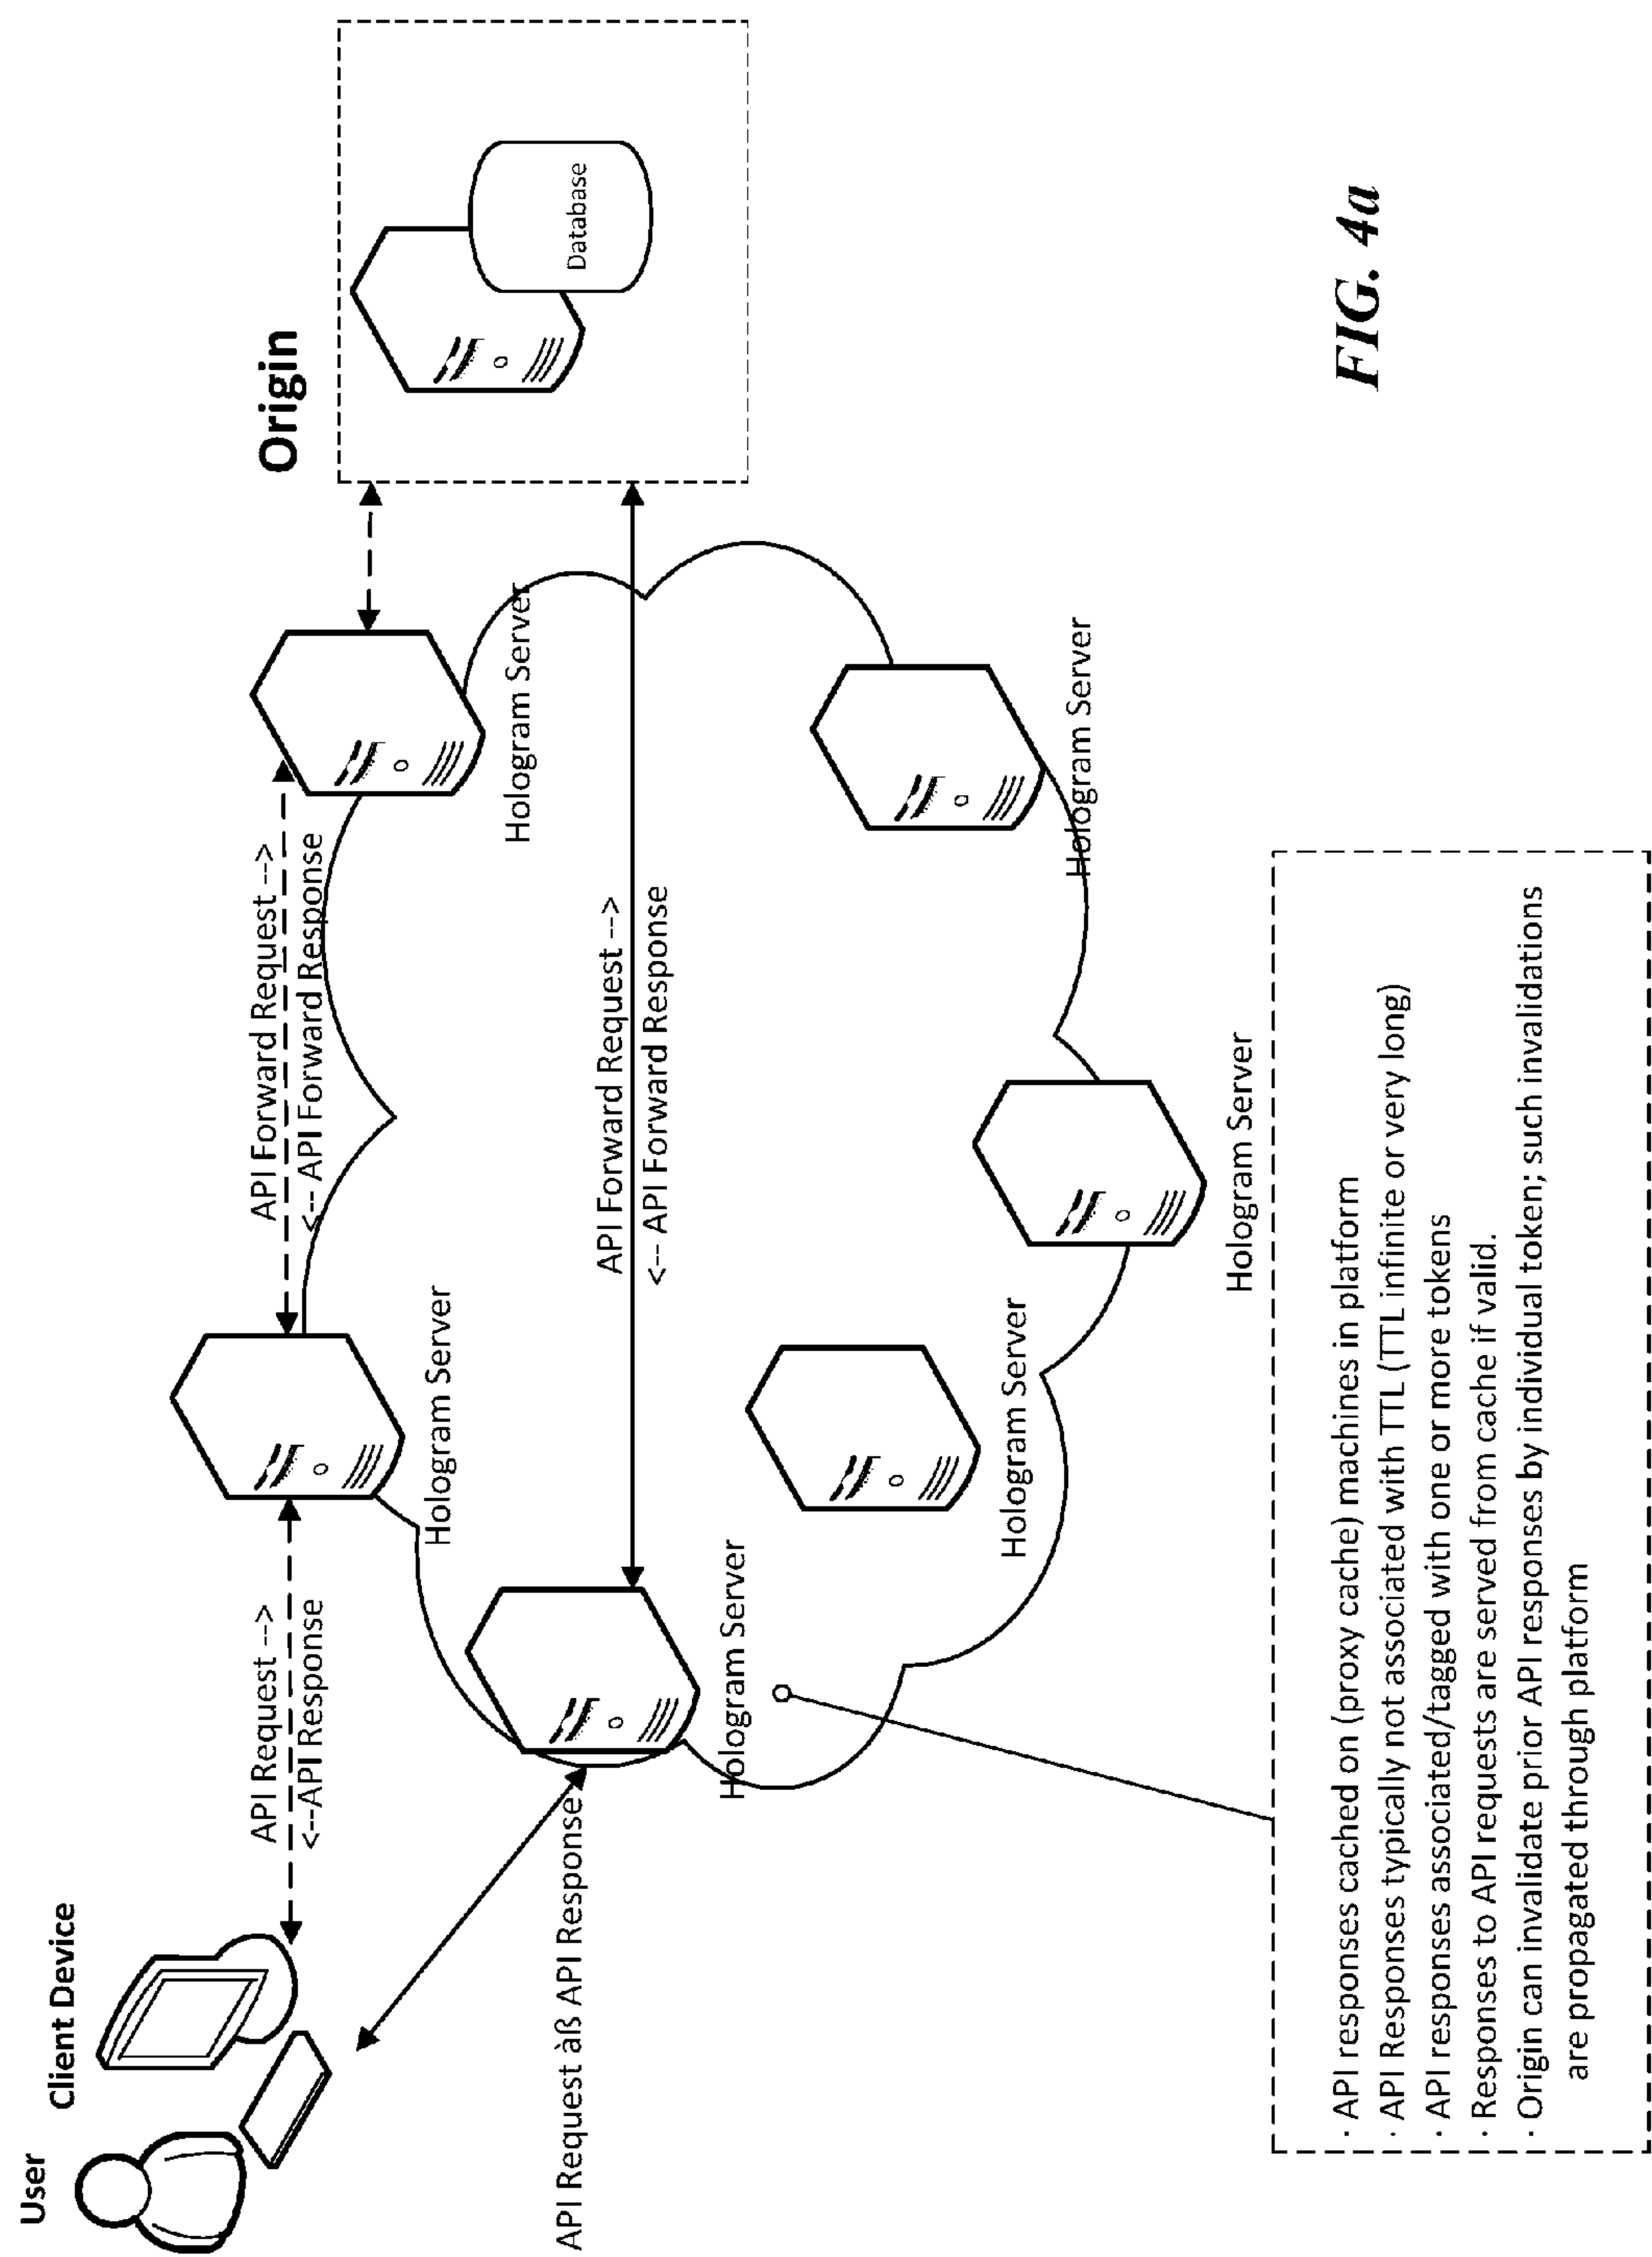 User
Client Device
API Request -->
<--API Response
Hologram Server
API Forward Request -->
<-- API Forward Response
Hologram Server
Origin
Database
API Request àß API Response
Hologram Server
API Forward Request -->
<-- API Forward Response
Hologram Server
Hologram Server
Hologram Server
· API responses cached on (proxy cache) machines in platform
· API Responses typically not associated with TTL (TTL infinite or very long)
· API responses associated/tagged with one or more tokens
· Responses to API requests are served from cache if valid.
· Origin can invalidate prior API responses by individual token; such invalidations
are propagated through platform
FIG. 4a